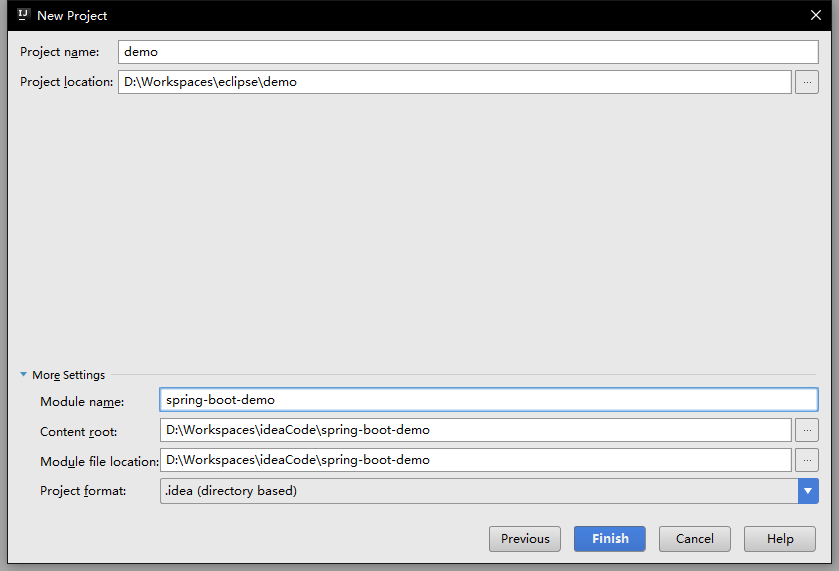 IJ New Project
Project name: demo
Project location: D:\Workspaces\eclipse\demo ...
More Settings
Module name: spring-boot-demo
Content root: D:\Workspaces\ideaCode\spring-boot-demo ...
Module file location: D:\Workspaces\ideaCode\spring-boot-demo ...
Project format: .idea (directory based)
Previous Finish Cancel Help